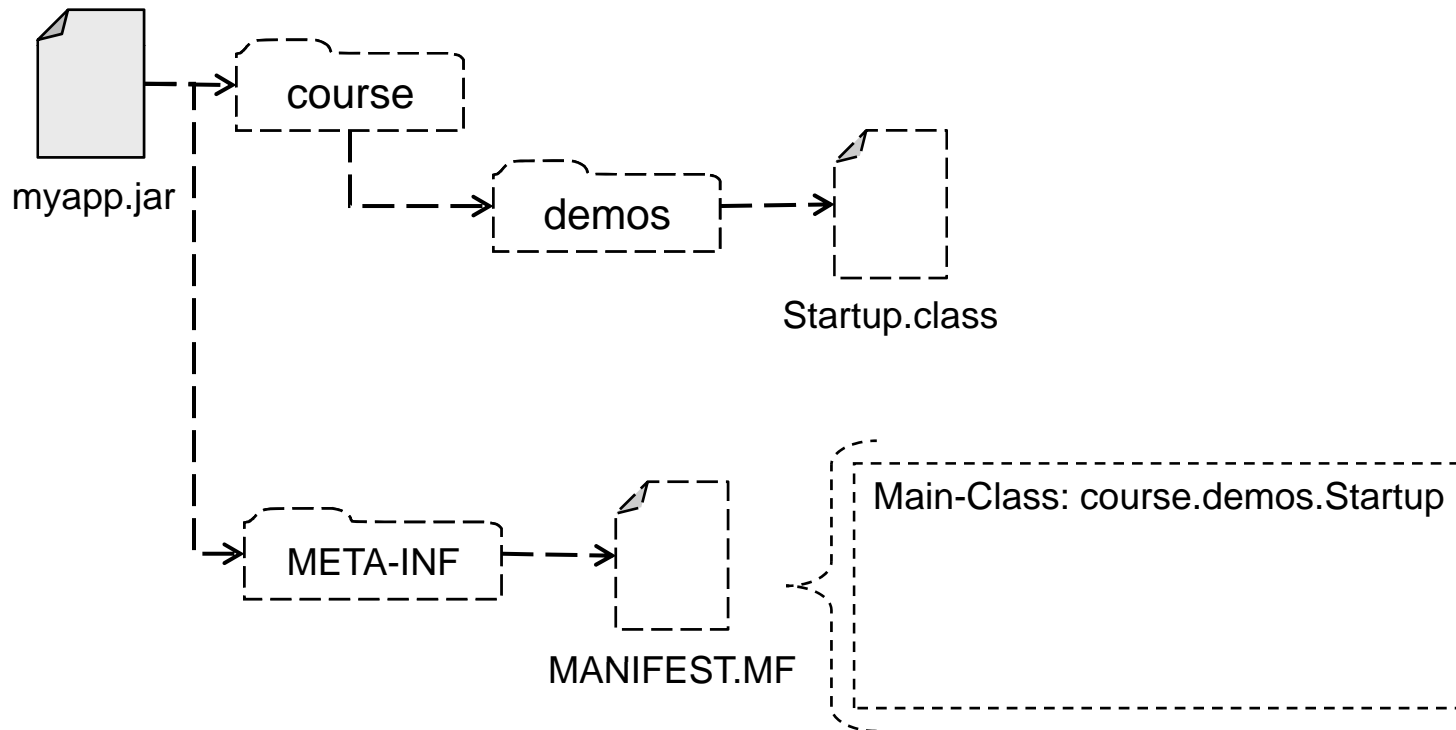 course
myapp.jar
demos
Startup.class
Main-Class: course.demos.Startup
META-INF
MANIFEST.MF